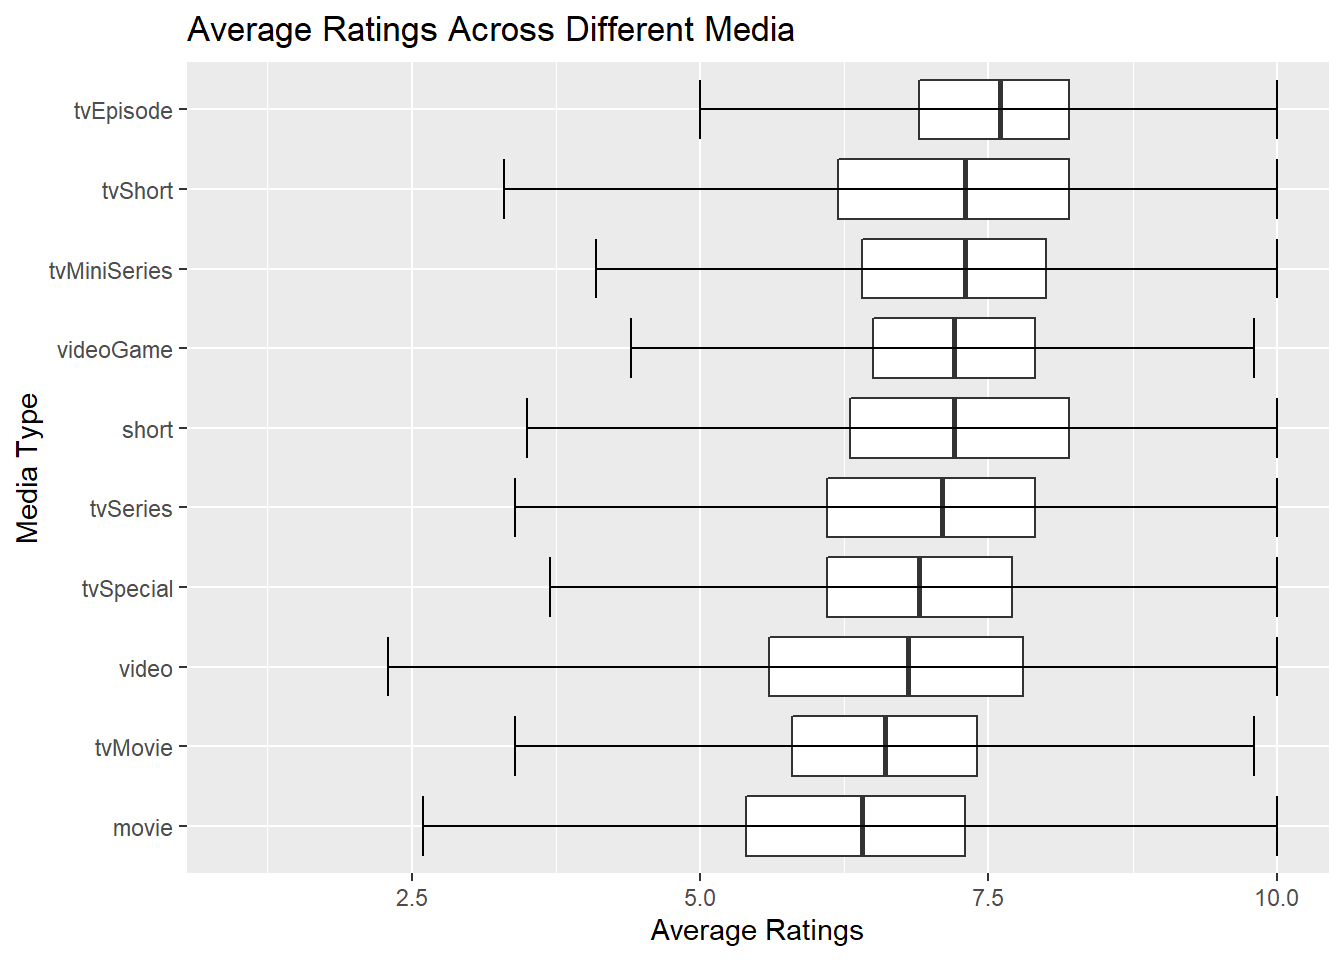 Average Ratings Across Different Media
tvEpisode
tvShort
tvMiniSeries
videoGame
short
tvSeries
tvSpecial
video
tvMovie
movie
Media Type
2.5 5.0 7.5 10.0
Average Ratings